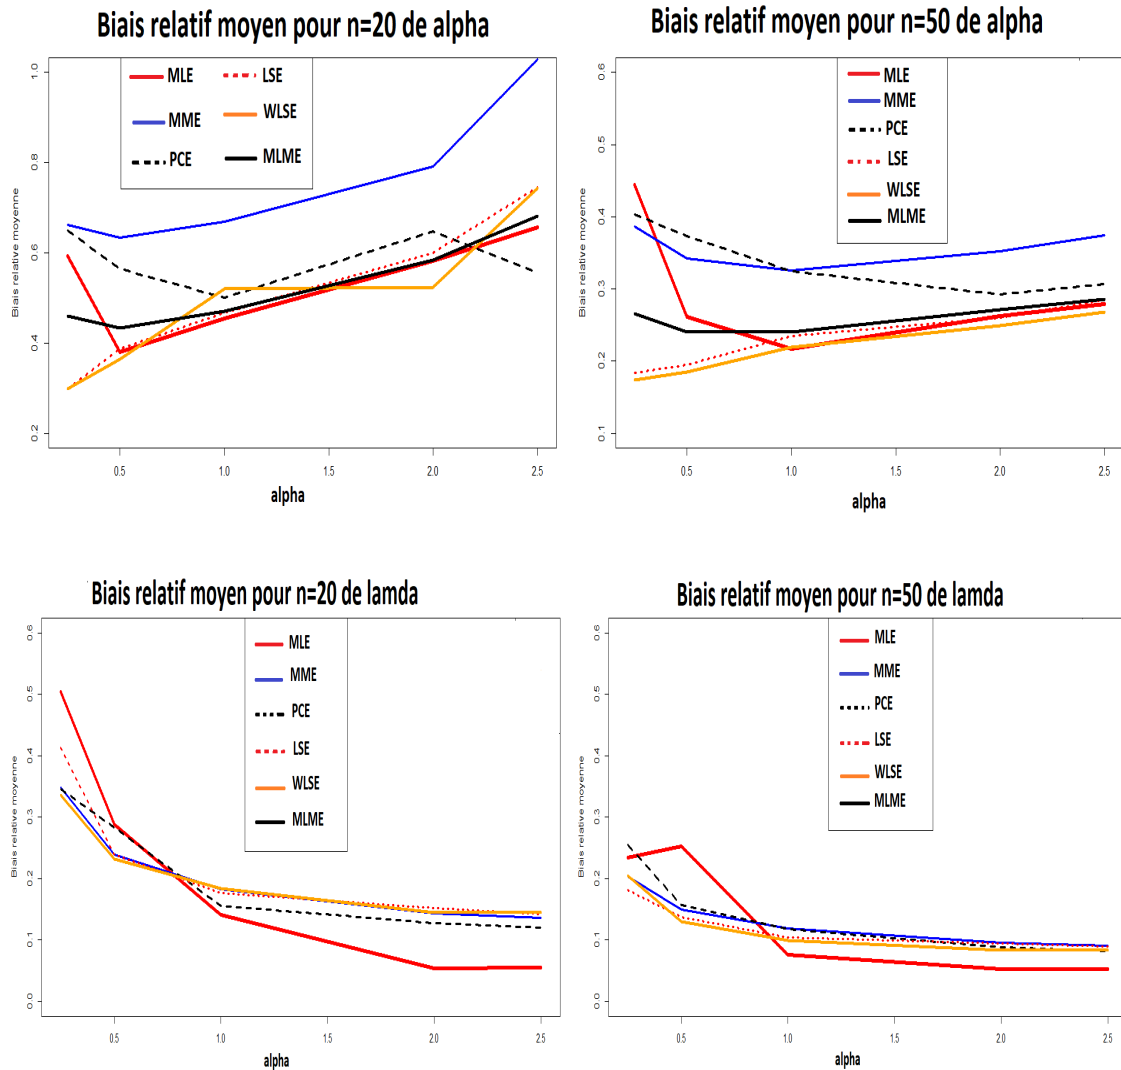 Biais relatif moyen pour n=20 de alpha
MLE LSE
MME WLSE
PCE MLME
Biais relative moyenne
1.0
0.8
0.6
0.4
0.2
0.5 1.0 1.5 2.0 2.5
alpha
Biais relatif moyen pour n=50 de alpha
MLE
MME
PCE
LSE
WLSE
MLME
Biais relative moyenne
0.6
0.5
0.4
0.3
0.2
0.1
0.5 1.0 1.5 2.0 2.5
alpha
Biais relatif moyen pour n=20 de lamda
MLE
MME
PCE
LSE
WLSE
MLME
Biais relative moyenne
0.6
0.5
0.4
0.3
0.2
0.1
0.0
0.5 1.0 1.5 2.0 2.5
alpha
Biais relatif moyen pour n=50 de lamda
MLE
MME
PCE
LSE
WLSE
MLME
Biais relative moyenne
0.6
0.5
0.4
0.3
0.2
0.1
0.0
0.5 1.0 1.5 2.0 2.5
alpha